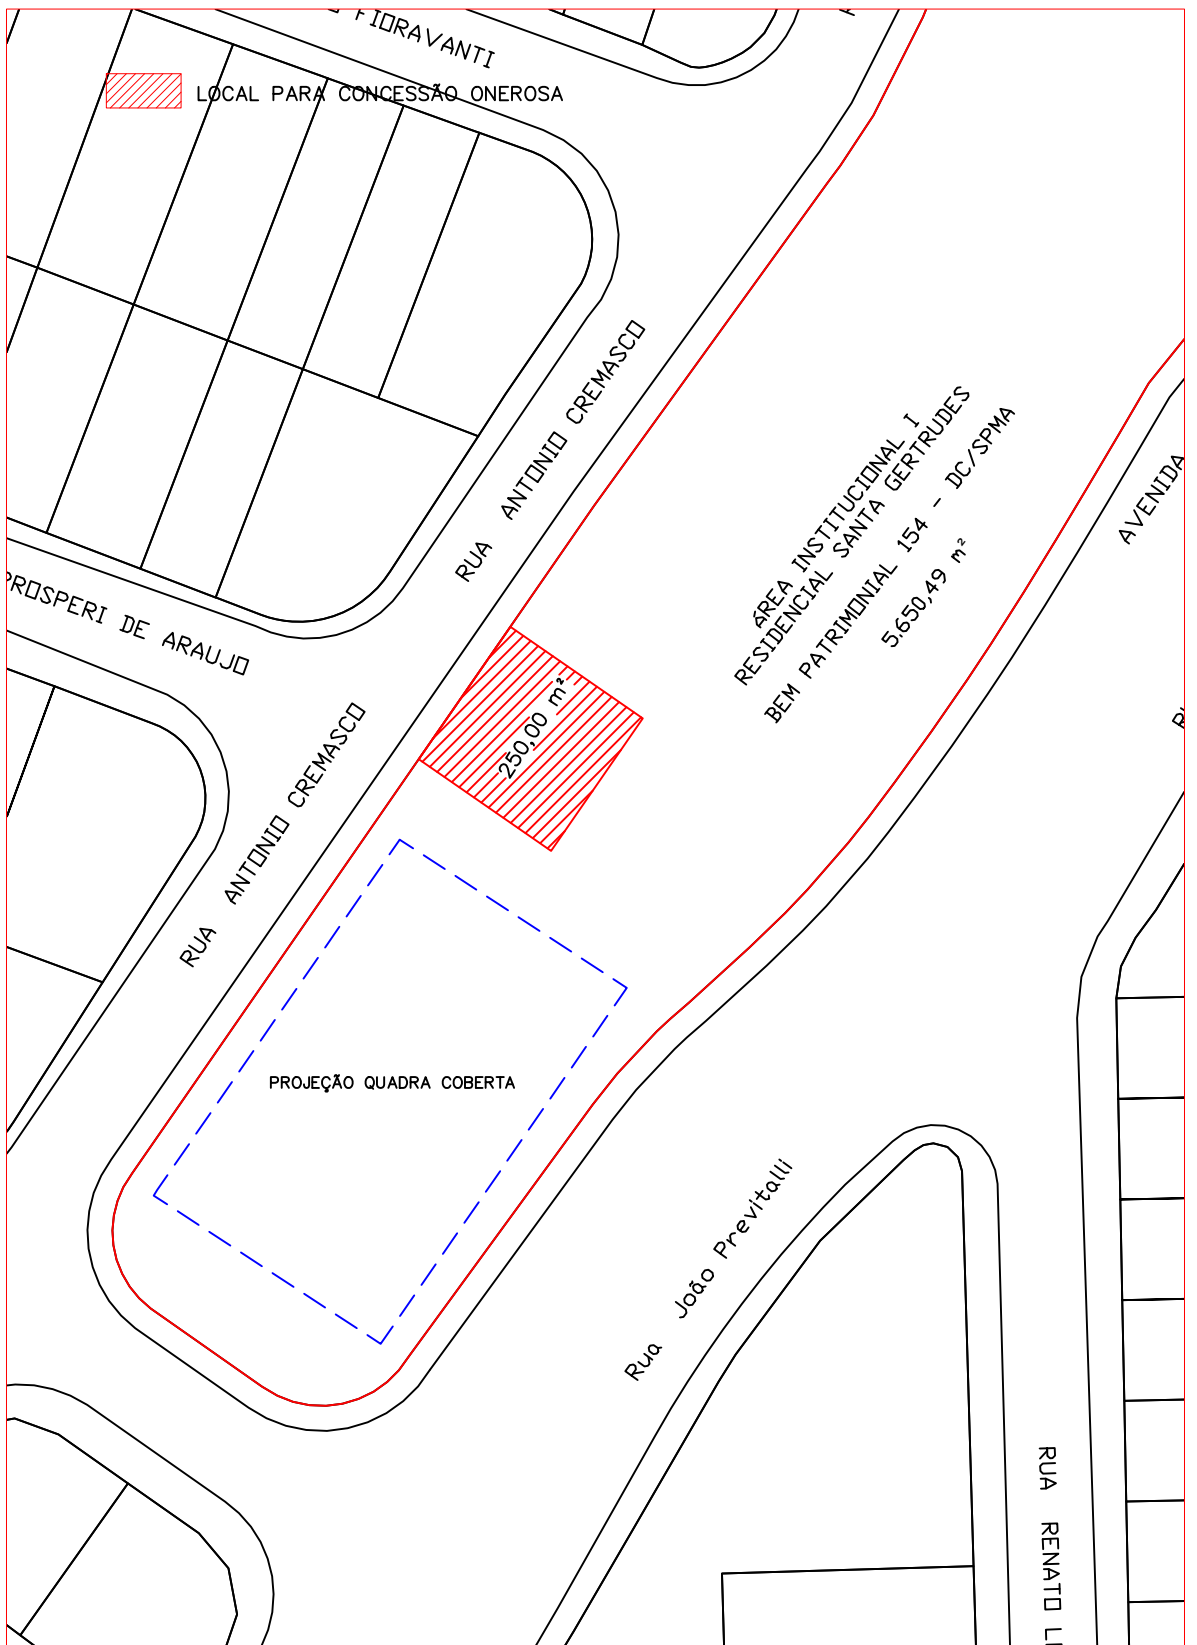 FIORAVANTI
LOCAL PARA CONCESSÃO ONEROSA
RUA ANTONIO CREMASCO
ÁREA INSTITUCIONAL I
RESIDENCIAL SANTA GERTRUDES
BEM PATRIMONIAL 154 - DC/SPMA
5.650,49 m²
AVENIDA
PROSPERI DE ARAUJO
250,00 m²
RUA ANTONIO CREMASCO
PROJEÇÃO QUADRA COBERTA
Rua João Previtalli
RUA RENATO